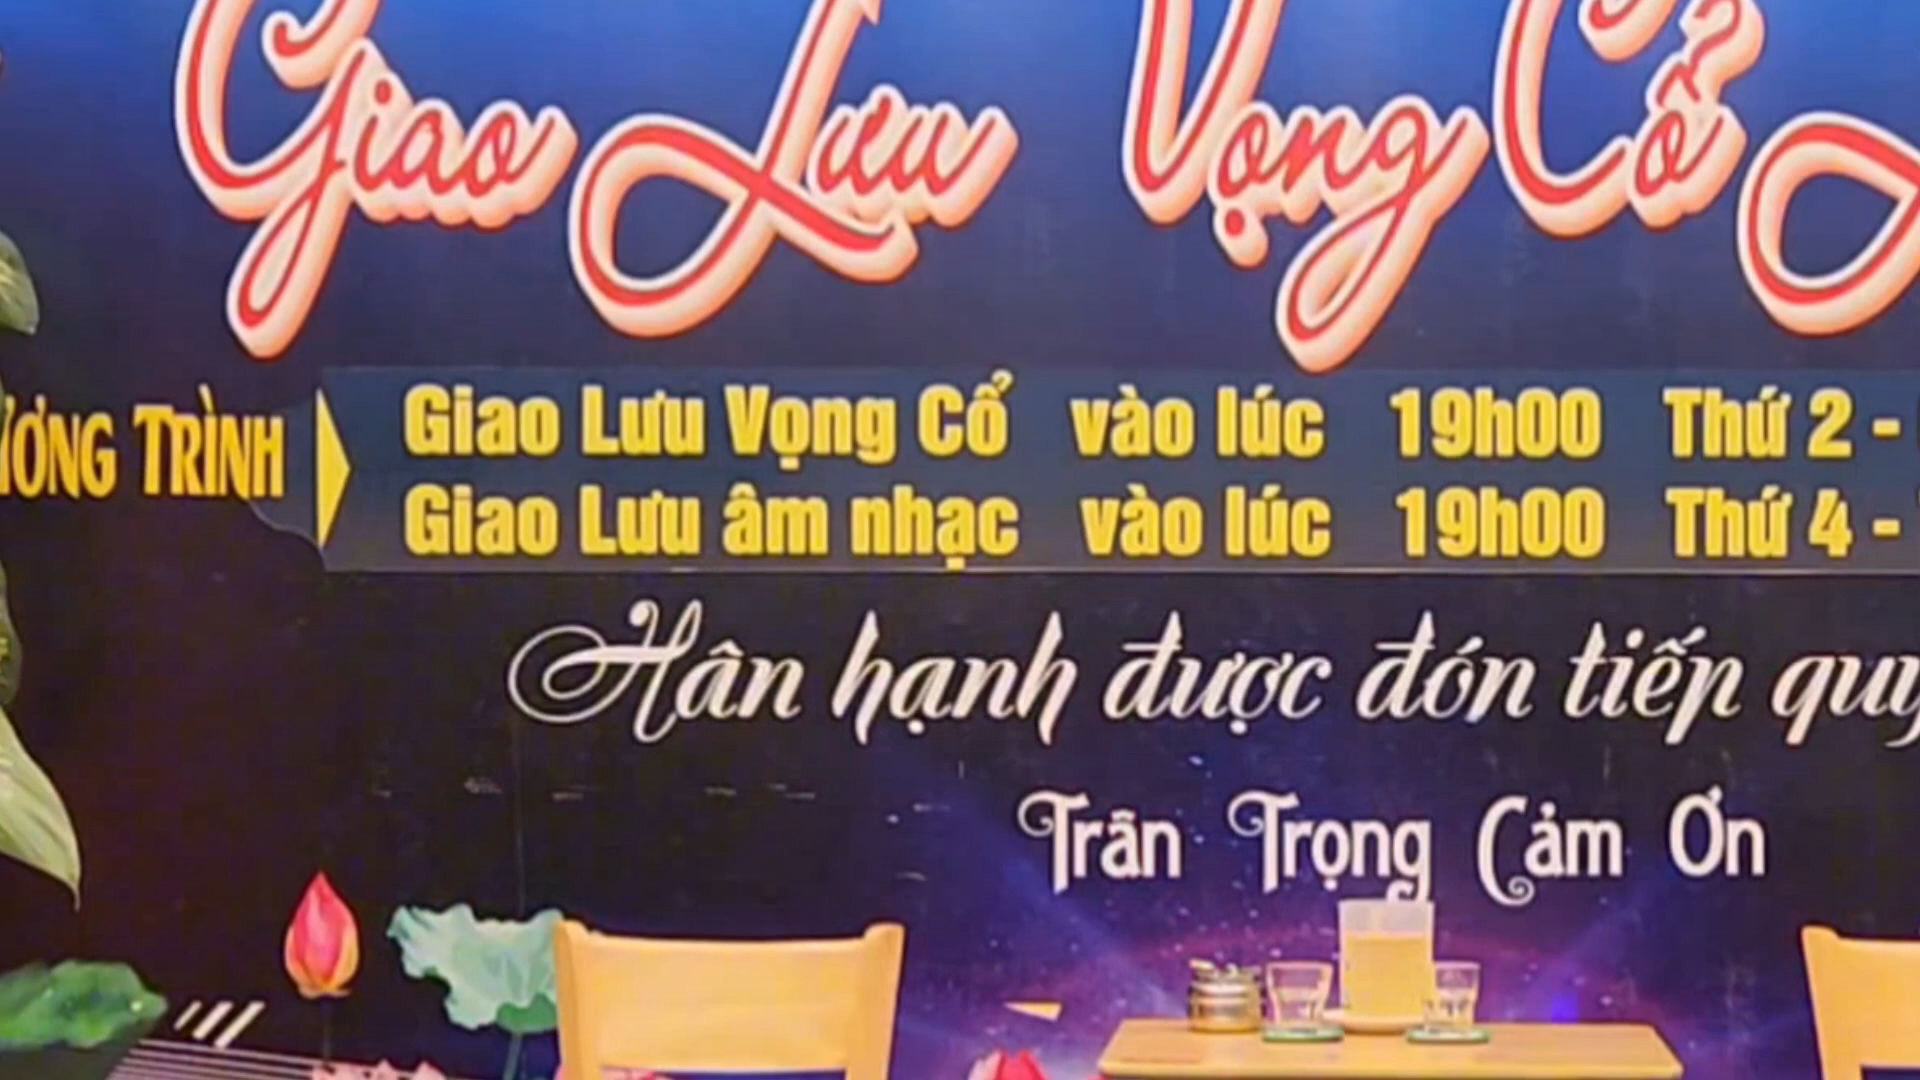 Giao Lưu Vọng Cổ
TRÌNH
Giao Lưu Vọng Cổ vào lúc 19h00 Thứ 2 -
Giao Lưu âm nhạc vào lúc 19h00 Thứ 4 -
Hân hạnh được đón tiếp
Trân Trọng Cảm Ơn